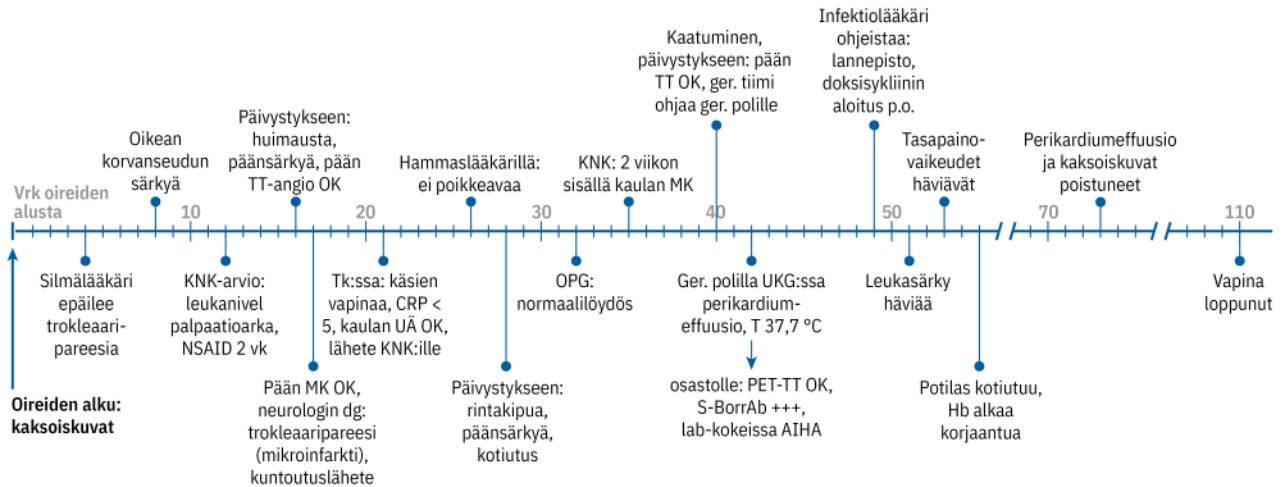 Vrk oireiden
alusta
10
20
30
40
50
70
110
Oireiden alku:
kaksoiskuvat
Silmälääkäri
epäilee
trokleaari-
pareesia
Oikean
korvanseudun
särkyä
KNK-arvio:
leukanivel
palpaatioarka,
NSAID 2 vk
Päivystykseen:
huimausta,
päänsärkyä, pään
TT-angio OK
Pään MK OK,
neurologin dg:
trokleaaripareesi
(mikroinfarkti),
kuntoutuslähete
Tk:ssa: käsien
vapinaa, CRP <
5, kaulan UÄ OK,
lähete KNK:ille
Hammaslääkärillä:
ei poikkeavaa
Päivystykseen:
rintakipua,
päänsärkyä,
kotiutus
OPG:
normaalilöydös
KNK: 2 viikon
sisällä kaulan MK
Kaatuminen,
päivystykseen: pään
TT OK, ger. tiimi
ohjaa ger. polille
Ger. polilla UKG:ssa
perikardium-
effuusio, T 37,7 °C
osastolle: PET-TT OK,
S-BorrAb +++,
lab-kokeissa AIHA
Infektiolääkäri
ohjeistaa:
lannepisto,
doksisykliinin
aloitus p.o.
Leukasärky
häviää
Tasapaino-
vaikeudet
häviävät
Potilas kotiutuu,
Hb alkaa
korjaantua
Perikardiumeffuusio
ja kaksoiskuvat
poistuneet
Vapina
loppunut